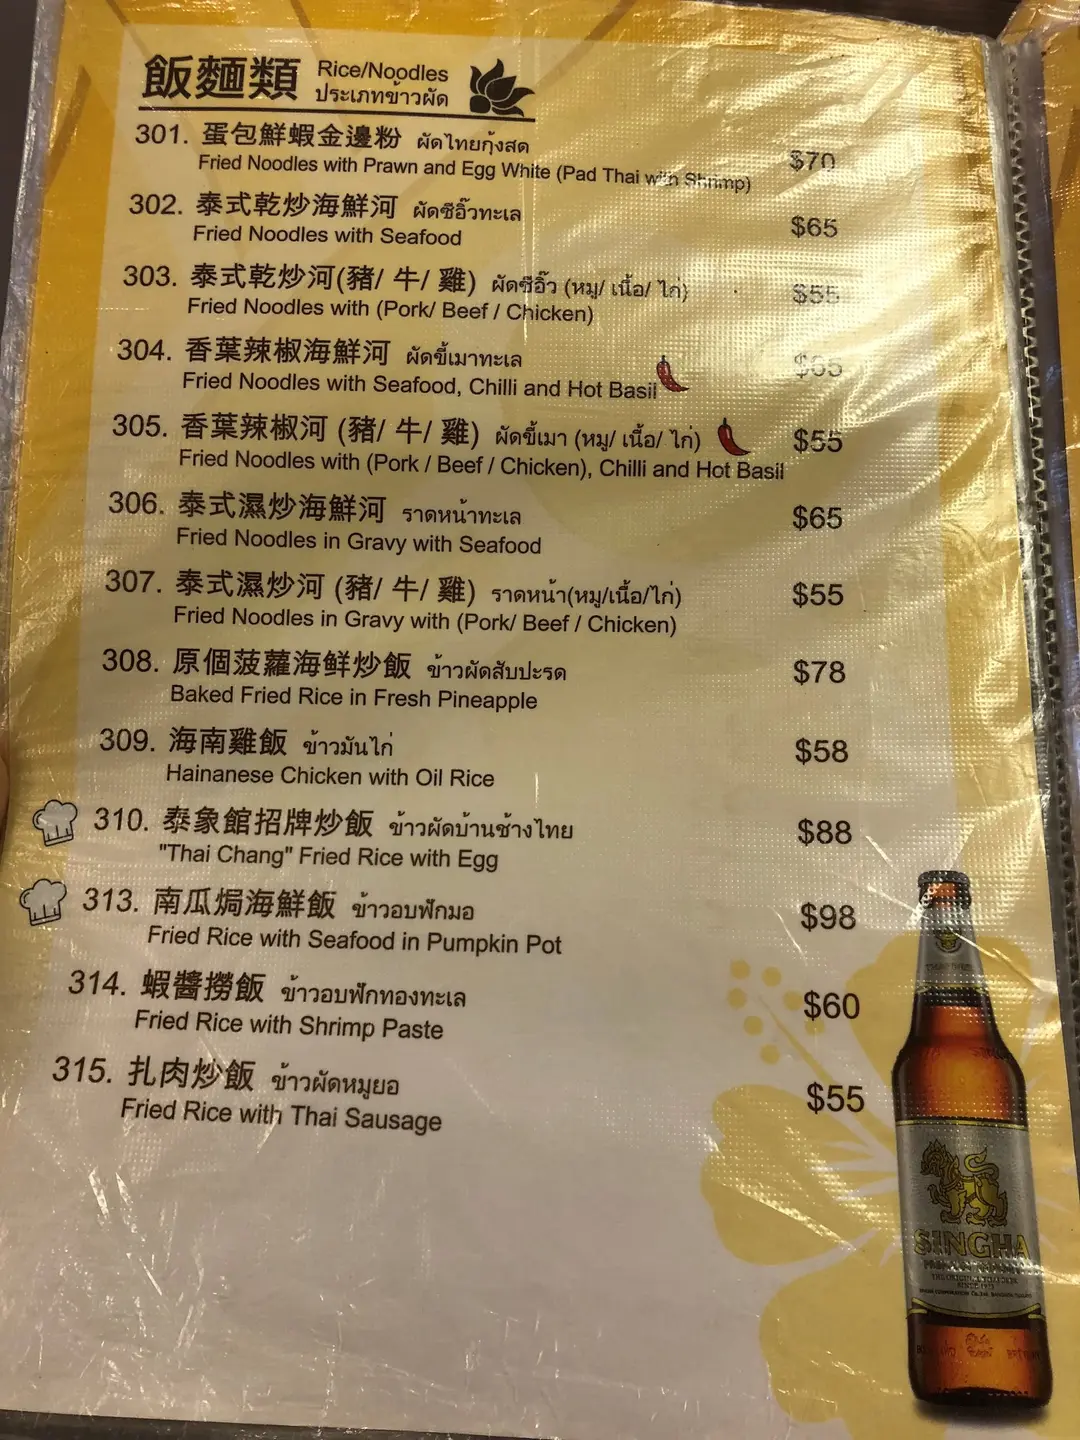 飯麵類 Rice/Noodles
ประเภทข้าวผัด
301. 蛋包鮮蝦金邊粉 ผัดไทยกุ้งสด
Fried Noodles with Prawn and Egg White (Pad Thai with Shrimp) $70
302. 泰式乾炒海鮮河 ผัดซีอิ๊วทะเล
Fried Noodles with Seafood $65
303. 泰式乾炒河(豬/ 牛/ 雞) ผัดซีอิ๊ว (หมู/ เนื้อ/ ไก่) $55
Fried Noodles with (Pork/ Beef / Chicken)
304. 香葉辣椒海鮮河 ผัดขี้เมาทะเล $65
Fried Noodles with Seafood, Chilli and Hot Basil
305. 香葉辣椒河 (豬/ 牛/ 雞) ผัดขี้เมา (หมู/ เนื้อ/ ไก่) $55
Fried Noodles with (Pork / Beef / Chicken), Chilli and Hot Basil
306. 泰式濕炒海鮮河 ราดหน้าทะเล $65
Fried Noodles in Gravy with Seafood
307. 泰式濕炒河 (豬/ 牛/ 雞) ราดหน้า(หมู/เนื้อ/ไก่) $55
Fried Noodles in Gravy with (Pork/ Beef / Chicken)
308. 原個菠蘿海鮮炒飯 ข้าวผัดสับปะรด $78
Baked Fried Rice in Fresh Pineapple
309. 海南雞飯 ข้าวมันไก่ $58
Hainanese Chicken with Oil Rice
310. 泰象館招牌炒飯 ข้าวผัดบ้านช้างไทย $88
"Thai Chang" Fried Rice with Egg
313. 南瓜焗海鮮飯 ข้าวอบฟักมอ $98
Fried Rice with Seafood in Pumpkin Pot
314. 蝦醬撈飯 ข้าวอบฟักทองทะเล $60
Fried Rice with Shrimp Paste
315. 扎肉炒飯 ข้าวผัดหมูยอ $55
Fried Rice with Thai Sausage
SINGHA